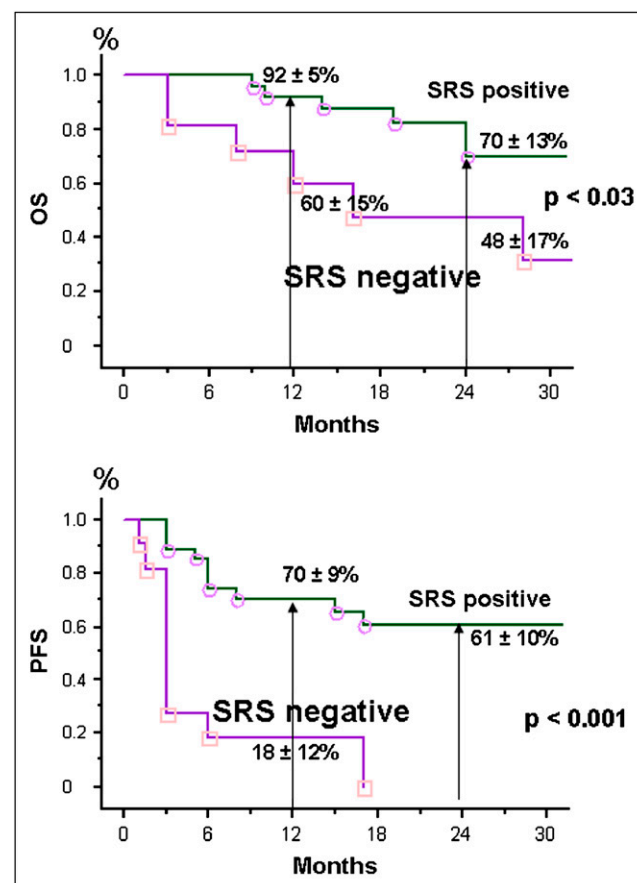 %
1.0
92 ± 5%
SRS positive
0.8
70 ± 13%
0.6
p < 0.03
60 ± 15%
OS
0.4
48 ± 17%
SRS negative
0.2
0
0 6 12 18 24 30
Months
%
1.0
0.8
70 ± 9%
SRS positive
0.6
61 ± 10%
PFS
0.4
SRS negative
p < 0.001
0.2
18 ± 12%
0
0 6 12 18 24 30
Months